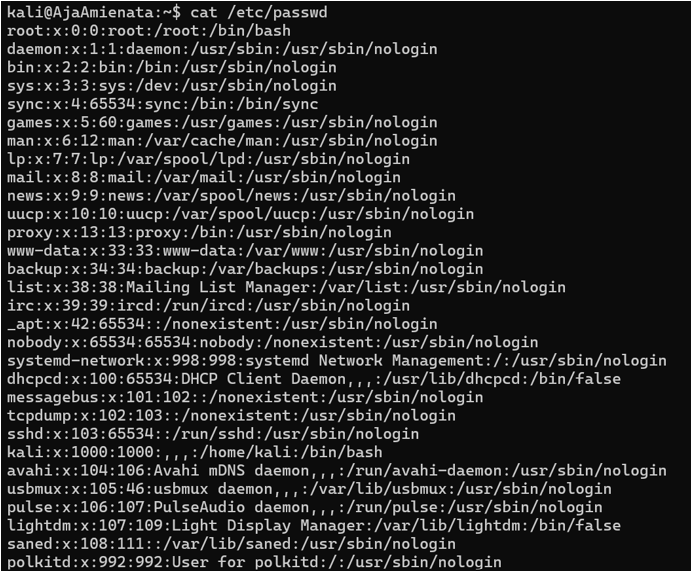 kali@AjaAmienata:~$ cat /etc/passwd
root:x:0:0:root:/root:/bin/bash
daemon:x:1:1:daemon:/usr/sbin:/usr/sbin/nologin
bin:x:2:2:bin:/bin:/usr/sbin/nologin
sys:x:3:3:sys:/dev:/usr/sbin/nologin
sync:x:4:65534:sync:/bin:/bin/sync
games:x:5:60:games:/usr/games:/usr/sbin/nologin
man:x:6:12:man:/var/cache/man:/usr/sbin/nologin
lp:x:7:7:lp:/var/spool/lpd:/usr/sbin/nologin
mail:x:8:8:mail:/var/mail:/usr/sbin/nologin
news:x:9:9:news:/var/spool/news:/usr/sbin/nologin
uucp:x:10:10:uucp:/var/spool/uucp:/usr/sbin/nologin
proxy:x:13:13:proxy:/bin:/usr/sbin/nologin
www-data:x:33:33:www-data:/var/www:/usr/sbin/nologin
backup:x:34:34:backup:/var/backups:/usr/sbin/nologin
list:x:38:38:Mailing List Manager:/var/list:/usr/sbin/nologin
irc:x:39:39:ircd:/run/ircd:/usr/sbin/nologin
_apt:x:42:65534::/nonexistent:/usr/sbin/nologin
nobody:x:65534:65534:nobody:/nonexistent:/usr/sbin/nologin
systemd-network:x:998:998:systemd Network Management:/:/usr/sbin/nologin
dhcpcd:x:100:65534:DHCP Client Daemon,,,:/usr/lib/dhcpcd:/bin/false
messagebus:x:101:102::/nonexistent:/usr/sbin/nologin
tcpdump:x:102:103::/nonexistent:/usr/sbin/nologin
sshd:x:103:65534::/run/sshd:/usr/sbin/nologin
kali:x:1000:1000:,,,:/home/kali:/bin/bash
avahi:x:104:106:Avahi mDNS daemon,,,:/run/avahi-daemon:/usr/sbin/nologin
usbmux:x:105:46:usbmux daemon,,,:/var/lib/usbmux:/usr/sbin/nologin
pulse:x:106:107:PulseAudio daemon,,,:/run/pulse:/usr/sbin/nologin
lightdm:x:107:109:Light Display Manager:/var/lib/lightdm:/bin/false
saned:x:108:111::/var/lib/saned:/usr/sbin/nologin
polkitd:x:992:992:User for polkitd:/:/usr/sbin/nologin